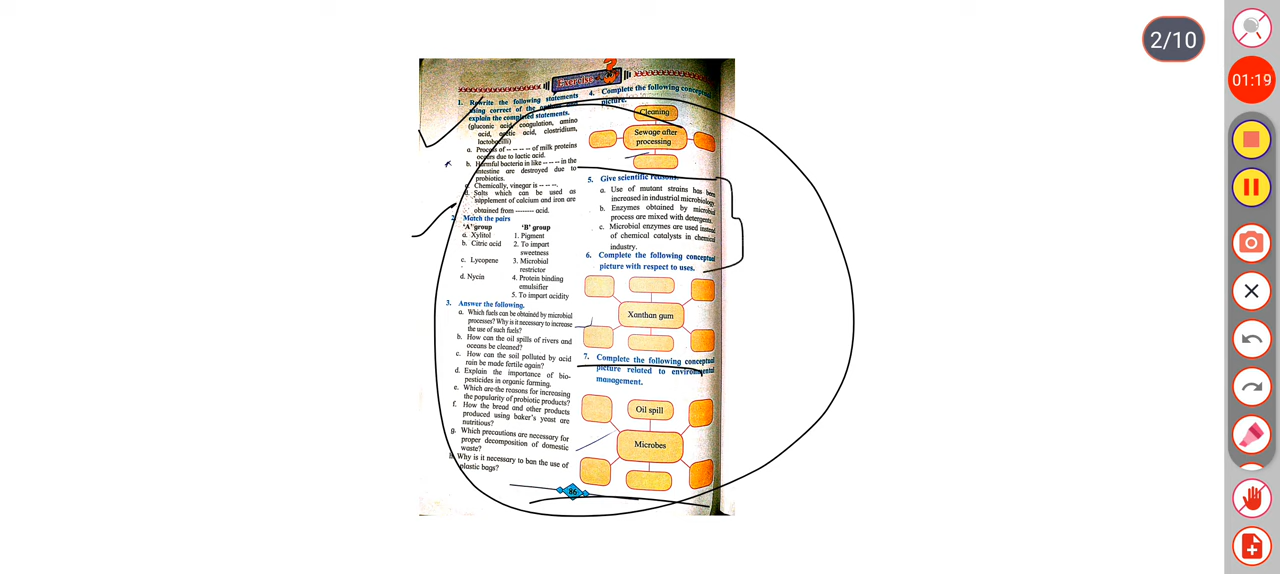 2/10
01:19
Exercise
1. Rewrite the following statements
using correct of the options and
explain the completed statements.
(gluconic acid, coagulation, amino
acid, acetic acid, clostridium,
lactobacilli)
a. Process of ----- of milk proteins
occurs due to lactic acid.
b. Harmful bacteria in like ---- in the
intestine are destroyed due to
probiotics.
c. Chemically, vinegar is -----.
d. Salts which can be used as
supplement of calcium and iron are
obtained from -------- acid.
2. Match the pairs
'A' group 'B' group
a. Xylitol 1. Pigment
b. Citric acid 2. To impart
sweetness
c. Lycopene 3. Microbial
restrictor
d. Nycin 4. Protein binding
emulsifier
5. To impart acidity
3. Answer the following.
a. Which fuels can be obtained by microbial
processes? Why is it necessary to increase
the use of such fuels?
b. How can the oil spills of rivers and
oceans be cleaned?
c. How can the soil polluted by acid
rain be made fertile again?
d. Explain the importance of bio-
pesticides in organic farming.
e. Which are the reasons for increasing
the popularity of probiotic products?
f. How the bread and other products
produced using baker's yeast are
nutritious?
g. Which precautions are necessary for
proper decomposition of domestic
waste?
Why is it necessary to ban the use of
plastic bags?
4. Complete the following conceptual
picture.
Cleaning
Sewage after
processing
5. Give scientific reasons.
a. Use of mutant strains has been
increased in industrial microbiology.
b. Enzymes obtained by microbial
process are mixed with detergents.
c. Microbial enzymes are used instead
of chemical catalysts in chemical
industry.
6. Complete the following conceptual
picture with respect to uses.
Xanthan gum
7. Complete the following conceptual
picture related to environmental
management.
Oil spill
Microbes
86